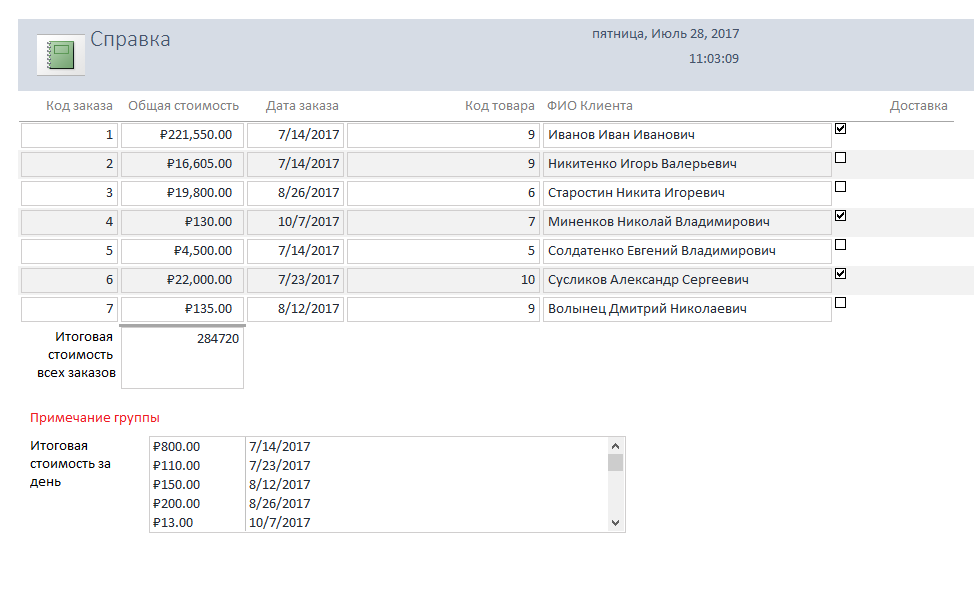 Справка
пятница, Июль 28, 2017
11:03:09
Код заказа Общая стоимость Дата заказа Код товара ФИО Клиента Доставка
1 ₽221,550.00 7/14/2017 9 Иванов Иван Иванович
2 ₽16,605.00 7/14/2017 9 Никитенко Игорь Валерьевич
3 ₽19,800.00 8/26/2017 6 Старостин Никита Игоревич
4 ₽130.00 10/7/2017 7 Миненков Николай Владимирович
5 ₽4,500.00 7/14/2017 5 Солдатенко Евгений Владимирович
6 ₽22,000.00 7/23/2017 10 Сусликов Александр Сергеевич
7 ₽135.00 8/12/2017 9 Волынец Дмитрий Николаевич
Итоговая 284720
стоимость
всех заказов
Примечание группы
Итоговая
стоимость за
день
₽800.00 7/14/2017
₽110.00 7/23/2017
₽150.00 8/12/2017
₽200.00 8/26/2017
₽13.00 10/7/2017